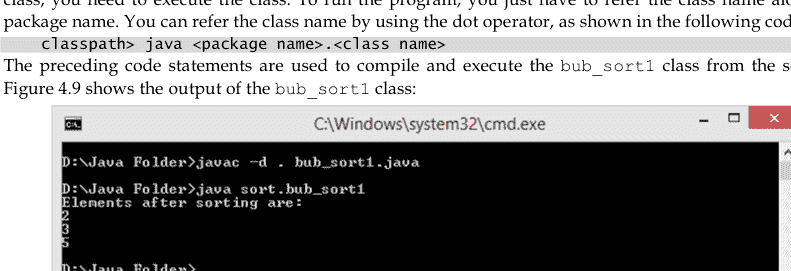 class, you need to execute the class. To run the program, you just have to refer the class name
package name. You can refer the class name by using the dot operator, as shown in the following
classpath> java <package name>.<class name>
The preceding code statements are used to compile and execute the bub_sort1 class from the
Figure 4.9 shows the output of the bub_sort1 class:
C:\Windows\system32\cmd.exe
D:\Java Folder>javac -d . bub_sort1.java
D:\Java Folder>java sort.bub_sort1
Elements after sorting are:
2
3
5
D:\Java Folder>